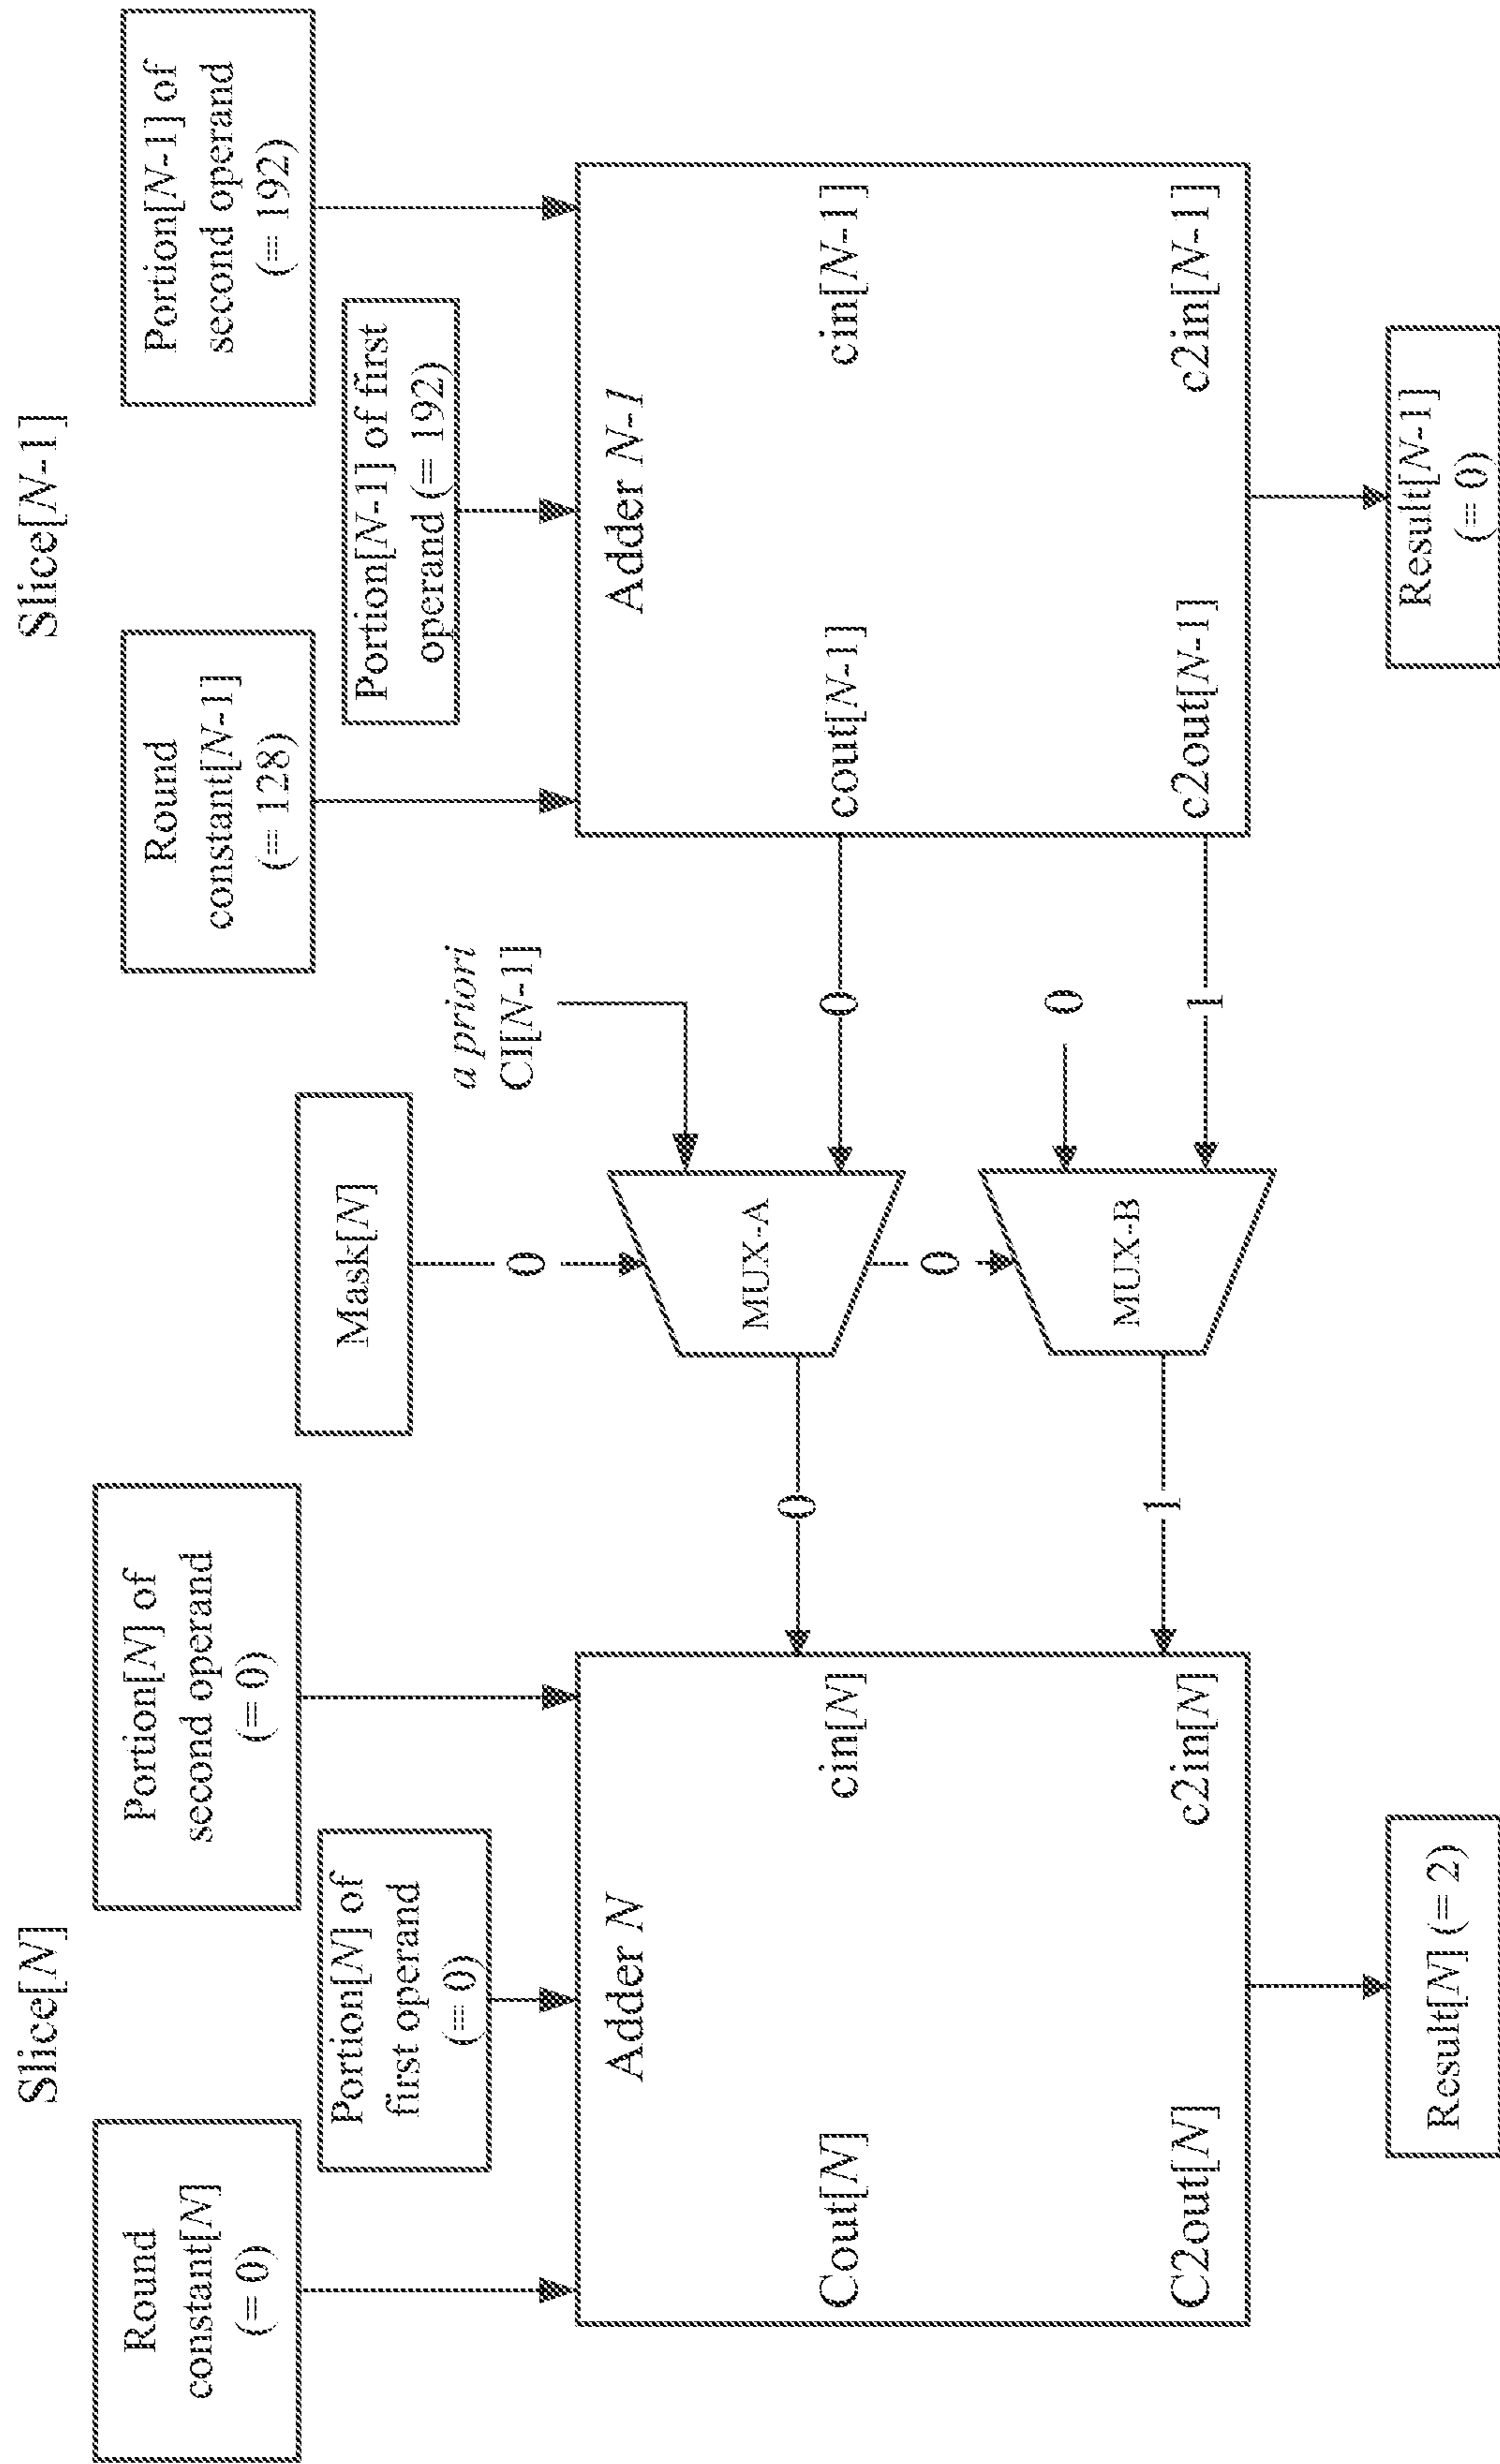 Slice[N]
Slice[N-1]
Round
constant[N]
(= 0)
Portion[N] of
first operand
(= 0)
Portion[N] of
second operand
(= 0)
Mask[N]
0
a priori
CI[N-1]
Round
constant[N-1]
(= 128)
Portion[N-1] of first
operand (= 192)
Portion[N-1] of
second operand
(= 192)
Adder N
Cout[N]
cin[N]
C2out[N]
c2in[N]
0
1
MUX-A
0
MUX-B
0
0
1
Adder N-1
cout[N-1]
cin[N-1]
c2out[N-1]
c2in[N-1]
Result[N] (= 2)
Result[N-1]
(= 0)